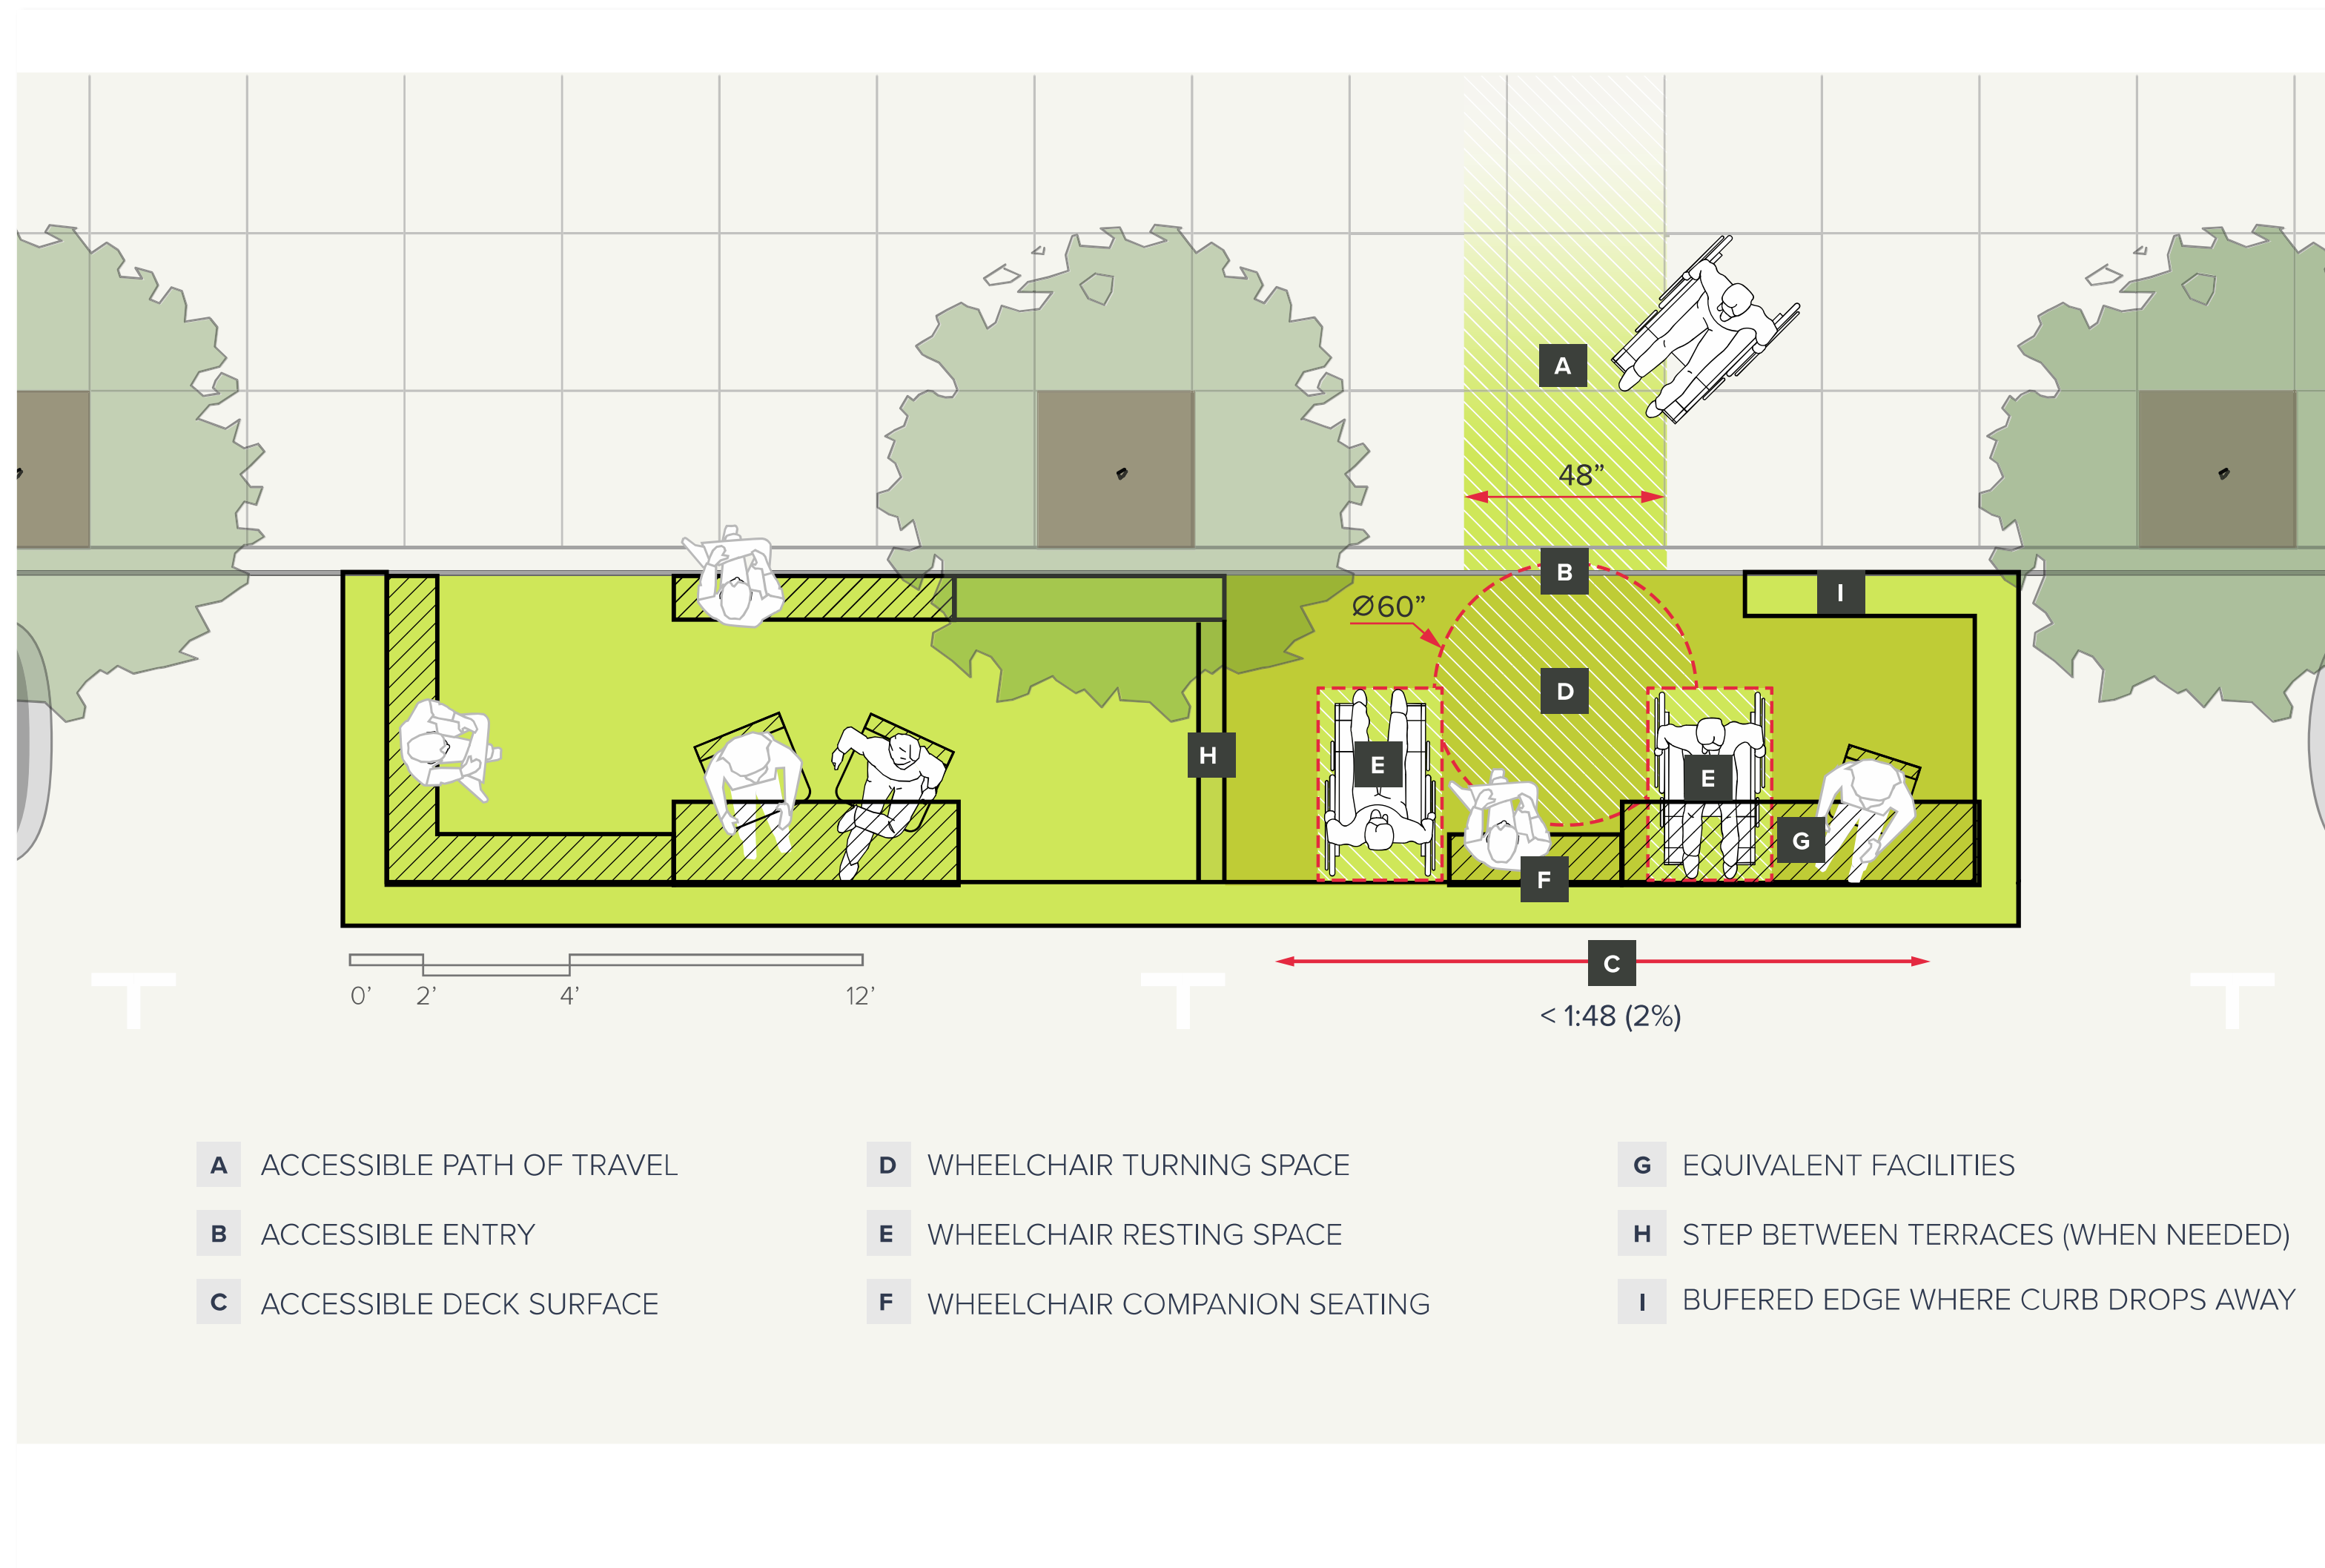 A
48”
B
I
Ø60”
D
H
E
E
G
F
C
0’ 2’ 4’ 12’
< 1:48 (2%)
A ACCESSIBLE PATH OF TRAVEL
B ACCESSIBLE ENTRY
C ACCESSIBLE DECK SURFACE
D WHEELCHAIR TURNING SPACE
E WHEELCHAIR RESTING SPACE
F WHEELCHAIR COMPANION SEATING
G EQUIVALENT FACILITIES
H STEP BETWEEN TERRACES (WHEN NEEDED)
I BUFERED EDGE WHERE CURB DROPS AWAY